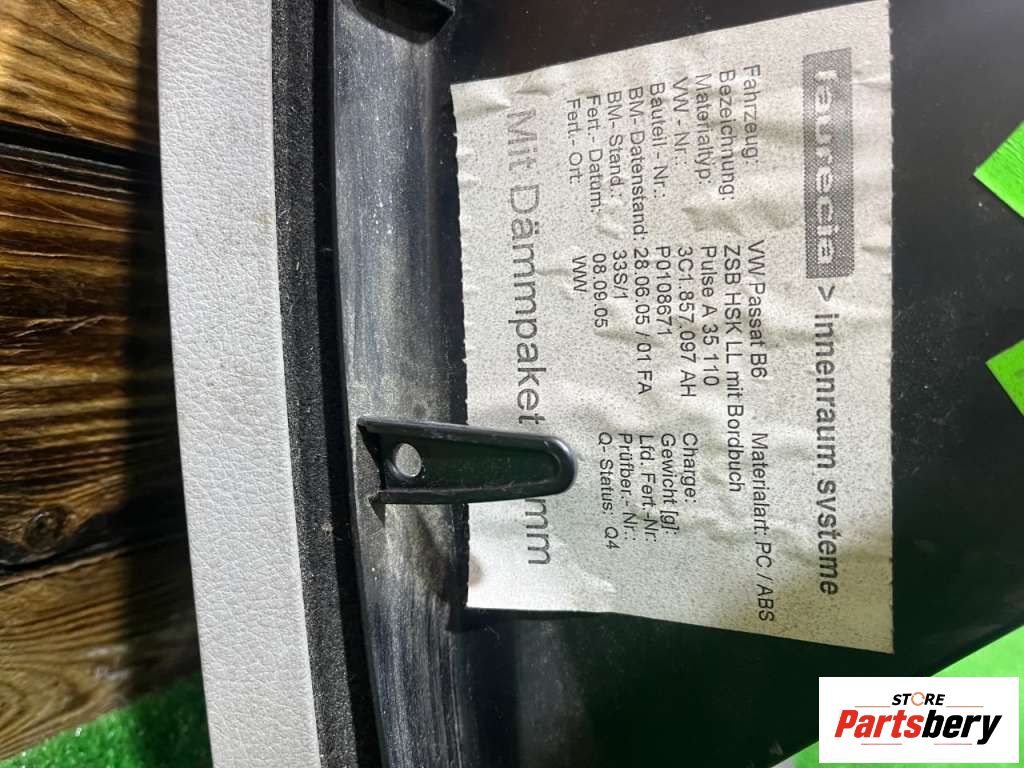 faurecia > innenraum systeme
Fahrzeug: VW Passat B6 Materialart: PC / ABS
Bezeichnung: ZSB HSK LL mit Bordbuch
Materialtyp: Pulse A 35 110
VW - Nr.: 3C1.857.097 AH Charge:
Bauteil - Nr.: P0108671 Gewicht [g]:
BM- Datenstand: 28.06.05 / 01FA Lfd. Fert.-Nr:
BM- Stand.: 33S/1 Prüfber.- Nr.:
Fert.- Datum: 08.09.05 Q- Status: Q4
Fert.- Ort: WW
Mit Dämmpaket mm
STORE
Partsbery